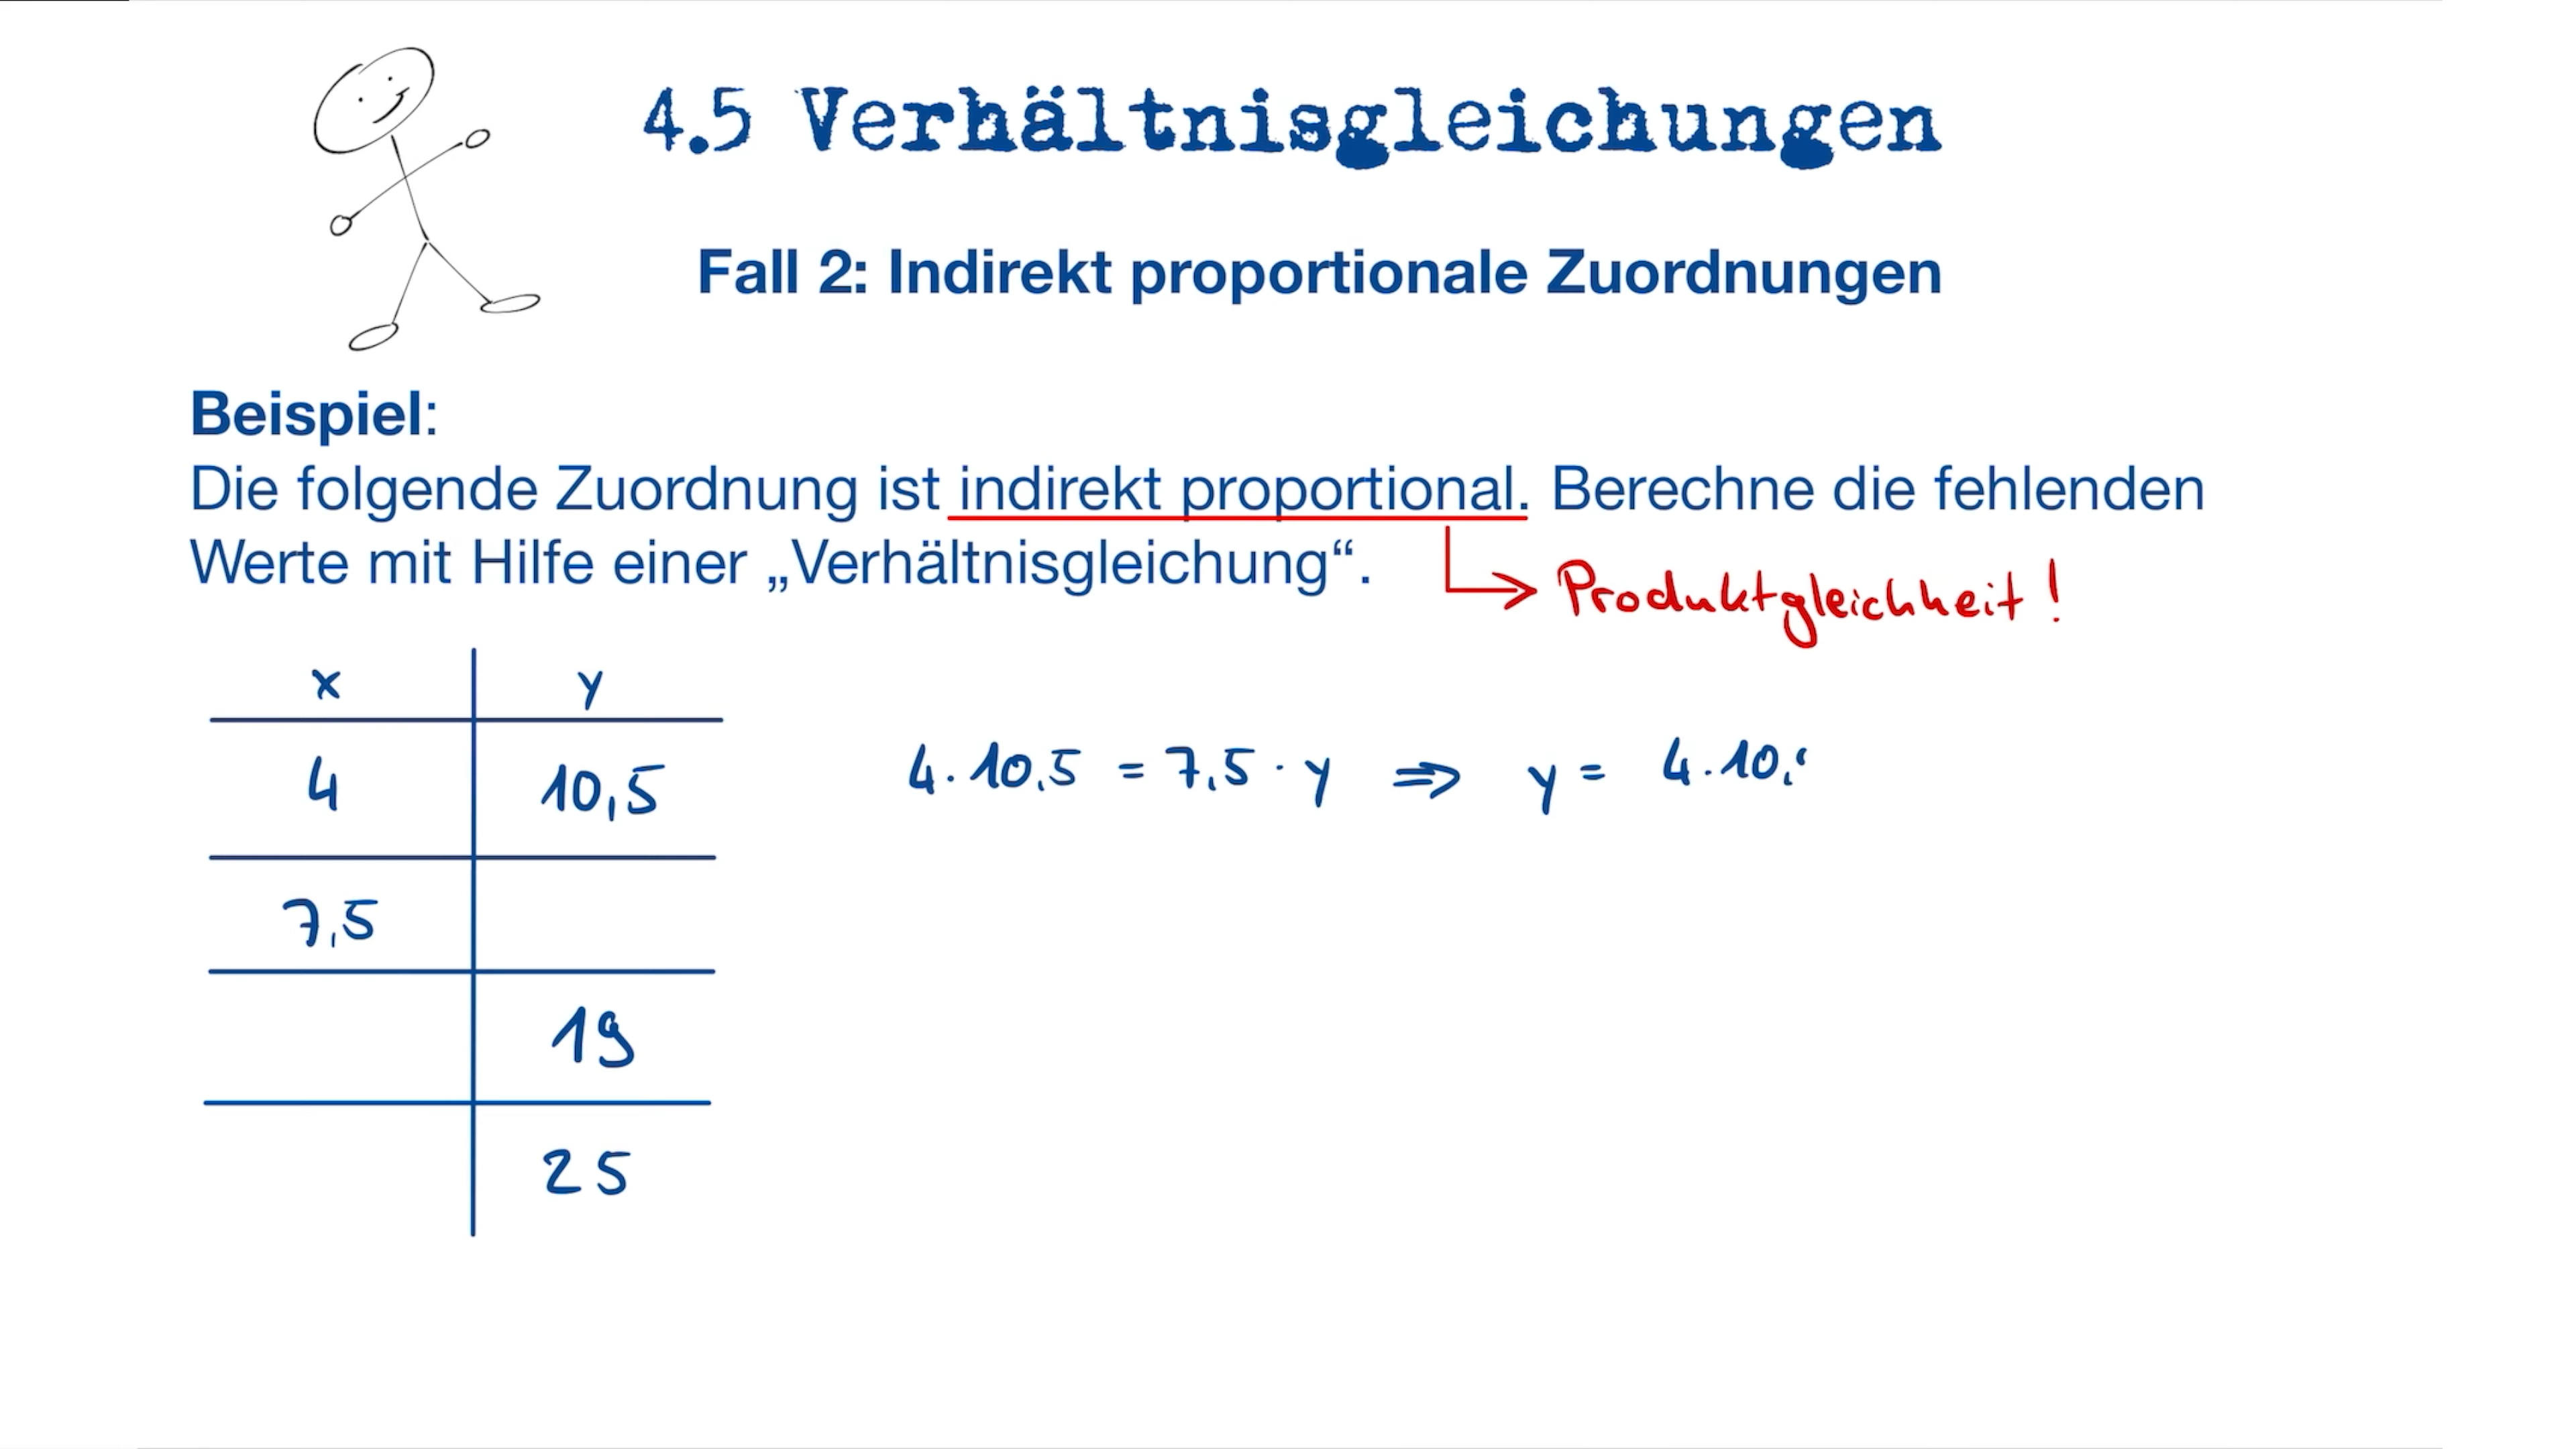 4.5 Verhältnisgleichungen
Fall 2: Indirekt proportionale Zuordnungen
Beispiel:
Die folgende Zuordnung ist indirekt proportional. Berechne die fehlenden
Werte mit Hilfe einer „Verhältnisgleichung“.
Produktgleichheit!
x y
4 10,5
4 · 10,5 = 7,5 · y ⇒ y = 4 · 10,
7,5
19
25